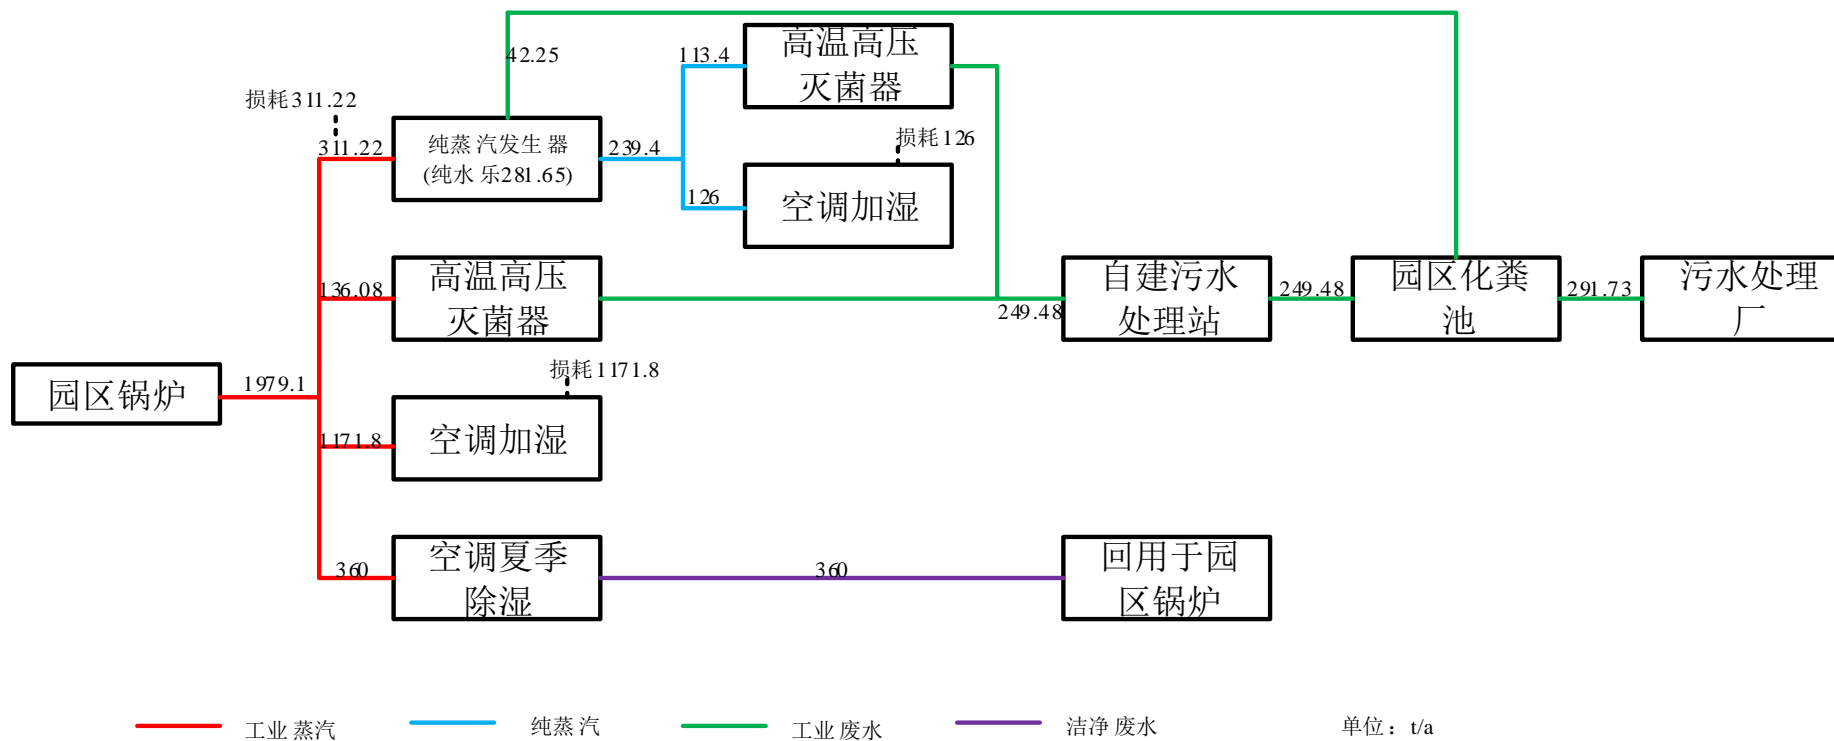 42.25
113.4
高温高压
灭菌器
损耗311.22
311.22
纯蒸汽发生器
(纯水 乐281.65)
239.4
损耗126
126
空调加湿
136.08
高温高压
灭菌器
249.48
自建污水
处理站
249.48
园区化粪
池
291.73
污水处理
厂
园区锅炉
1979.1
损耗1171.8
1171.8
空调加湿
360
空调夏季
除湿
360
回用于园
区锅炉
工业蒸汽
纯蒸汽
工业废水
洁净废水
单位：t/a